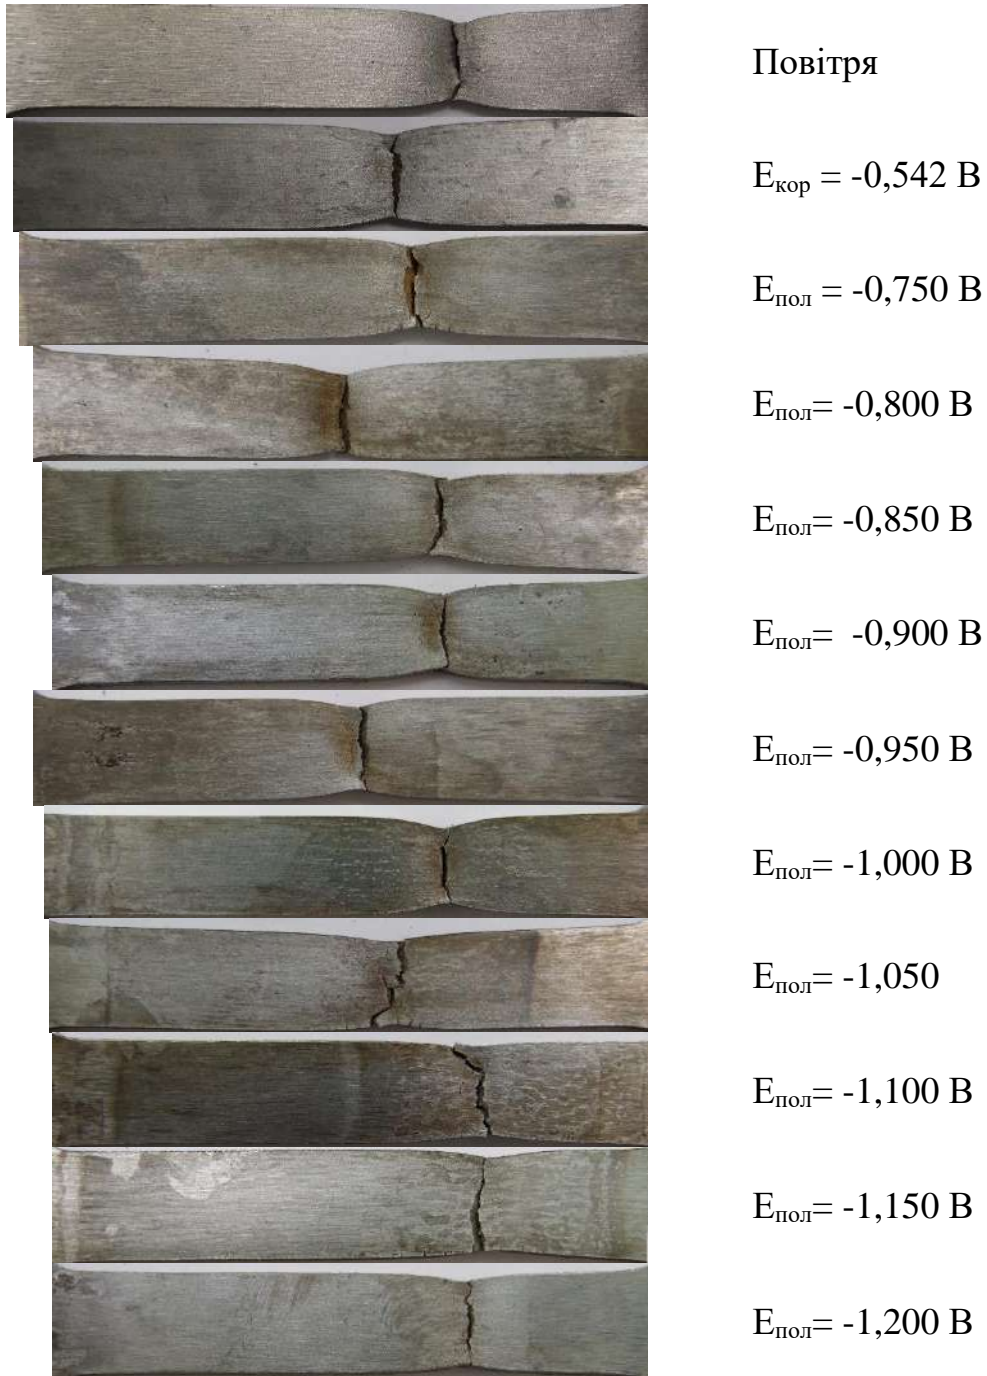 Повітря
Eкор = -0,542 В
Eпол = -0,750 В
Eпол= -0,800 В
Eпол= -0,850 В
Eпол=  -0,900 В
Eпол= -0,950 В
Eпол= -1,000 В
Eпол= -1,050
Eпол= -1,100 В
Eпол= -1,150 В
Eпол= -1,200 В